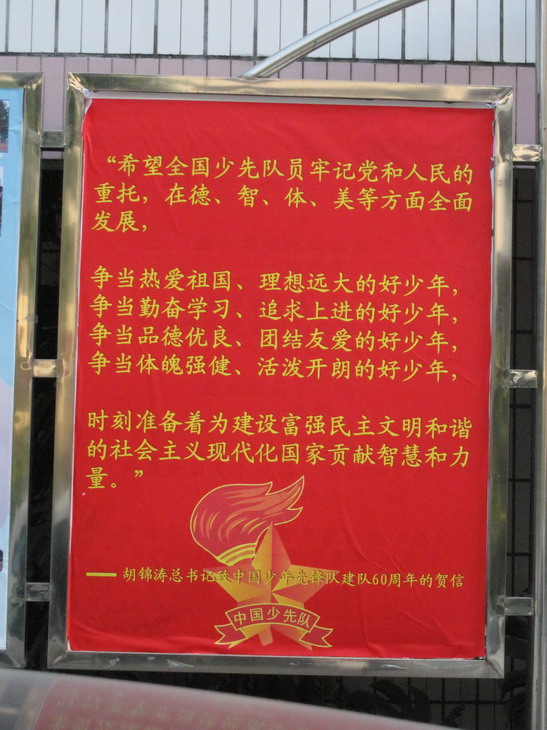 “希望全国少先队员牢记党和人民的
重托，在德、智、体、美等方面全面
发展，
争当热爱祖国、理想远大的好少年，
争当勤奋学习、追求上进的好少年，
争当品德优良、团结友爱的好少年，
争当体魄强健、活泼开朗的好少年，
时刻准备着为建设富强民主文明和谐
的社会主义现代化国家贡献智慧和力
量。”
——胡锦涛总书记致中国少年先锋队建队60周年的贺信
中国少先队